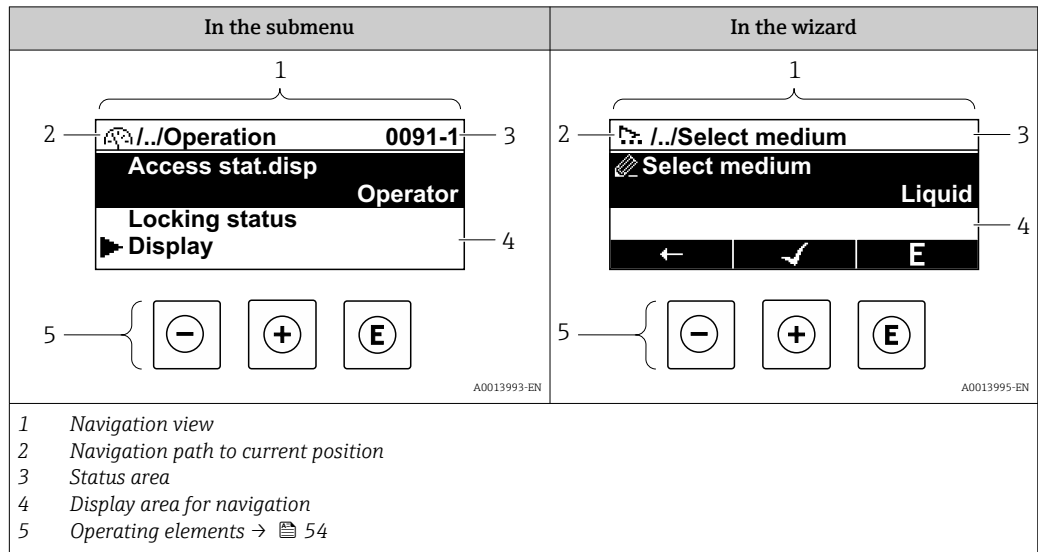 In the submenu
In the wizard
1
2
/../Operation 0091-1
3
Access stat.disp
Operator
Locking status
Display
4
5
E
A0013993-EN
1
2
/../Select medium
3
Select medium
Liquid
4
← ✓ E
5
E
A0013995-EN
1 Navigation view
2 Navigation path to current position
3 Status area
4 Display area for navigation
5 Operating elements → 54